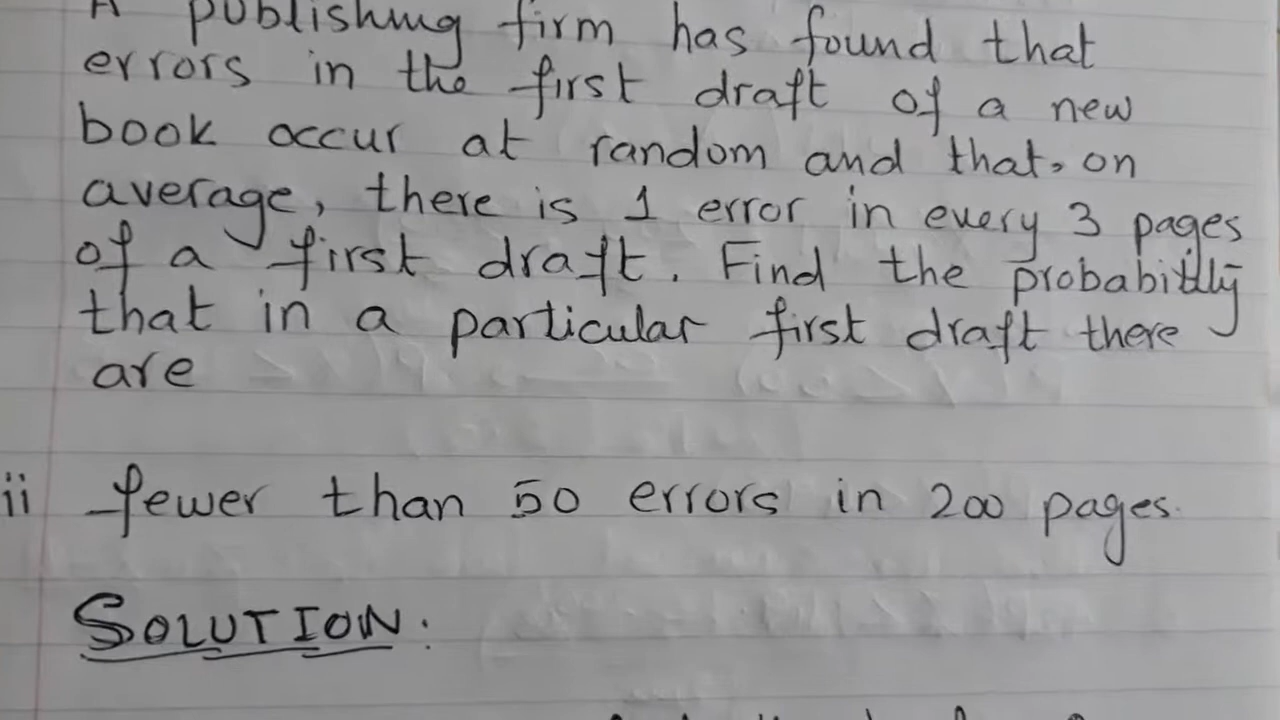 A publishing firm has found that
errors in the first draft of a new
book occur at random and that, on
average, there is 1 error in every 3 pages
of a first draft. Find the probability
that in a particular first draft there
are
ii fewer than 50 errors in 200 pages.
SOLUTION: